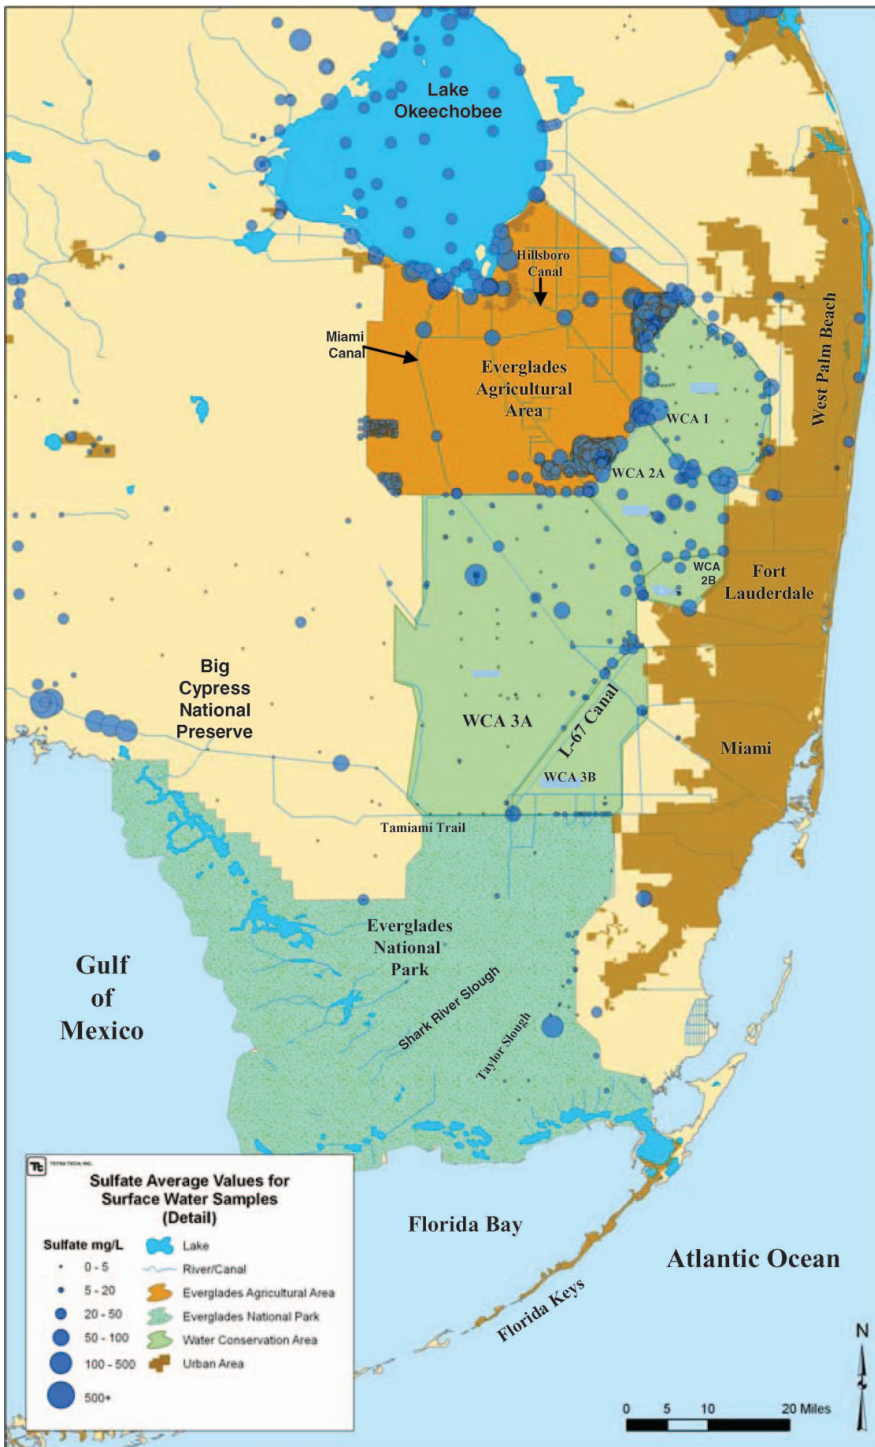 Lake
Okeechobee
Hillsboro
Canal
Miami
Canal
Everglades
Agricultural
Area
West Palm Beach
WCA 1
WCA 2A
WCA
2B
Fort
Lauderdale
Big
Cypress
National
Preserve
WCA 3A
L-67 Canal
Miami
WCA 3B
Tamiami Trail
Everglades
National
Park
Gulf
of
Mexico
Shark River Slough
Taylor Slough
TETRA TECH, INC.
Sulfate Average Values for
Surface Water Samples
(Detail)
Sulfate mg/L
0 - 5
5 - 20
20 - 50
50 - 100
100 - 500
500+
Lake
River/Canal
Everglades Agricultural Area
Everglades National Park
Water Conservation Area
Urban Area
Florida Bay
Atlantic Ocean
Florida Keys
N
0 5 10 20 Miles